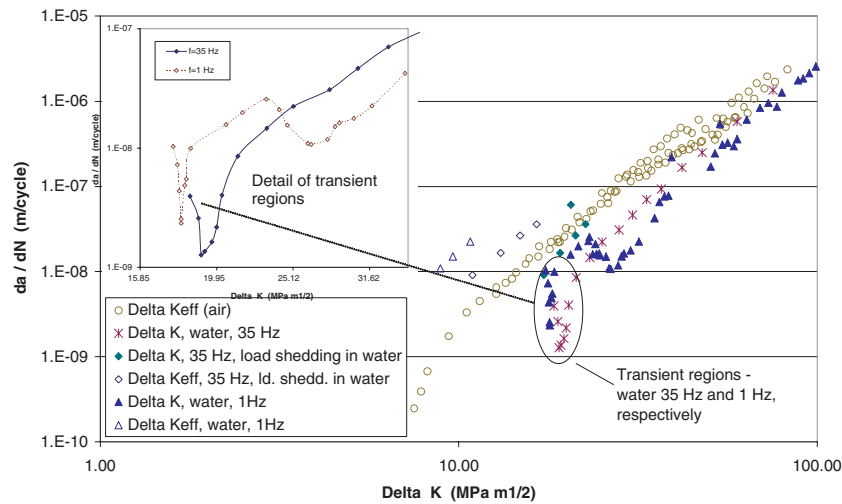 1.E-05
1.E-06
1.E-07
1.E-08
1.E-09
1.E-10
da / dN (m/cycle)
1.E-07
1.E-08
1.E-09
da/ dN (m/cycle)
f=35 Hz
f=1 Hz
Detail of transient
regions
15.85
19.95
25.12
31.62
Delta K (MPa m1/2)
Delta Keff (air)
Delta K, water, 35 Hz
Delta K, 35 Hz, load shedding in water
Delta Keff, 35 Hz, ld. shedd. in water
Delta K, water, 1Hz
Delta Keff, water, 1Hz
Transient regions -
water 35 Hz and 1 Hz,
respectively
1.00
10.00
100.00
Delta K (MPa m1/2)